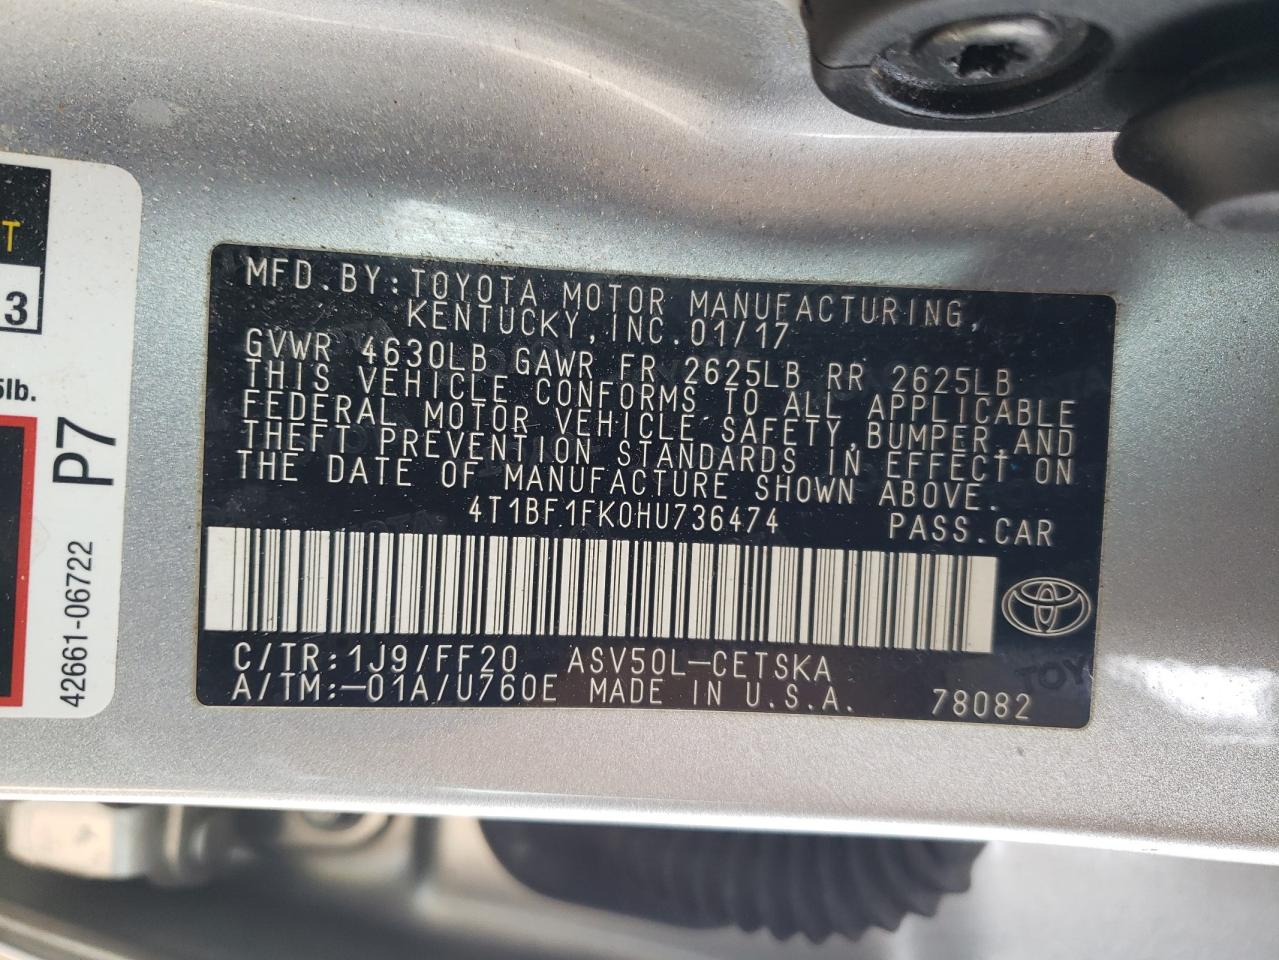 T
3
5lb.
P7
42661-06722
MFD.BY:TOYOTA MOTOR MANUFACTURING,
KENTUCKY,INC.01/17
GVWR 4630LB GAWR FR 2625LB RR 2625LB
THIS VEHICLE CONFORMS TO ALL APPLICABLE
FEDERAL MOTOR VEHICLE SAFETY,BUMPER,AND
THEFT PREVENTION STANDARDS IN EFFECT ON
THE DATE OF MANUFACTURE SHOWN ABOVE.
4T1BF1FK0HU736474 PASS.CAR
C/TR:1J9/FF20 ASV50L-CETSKA
A/TM:-01A/U760E MADE IN U.S.A. 78082